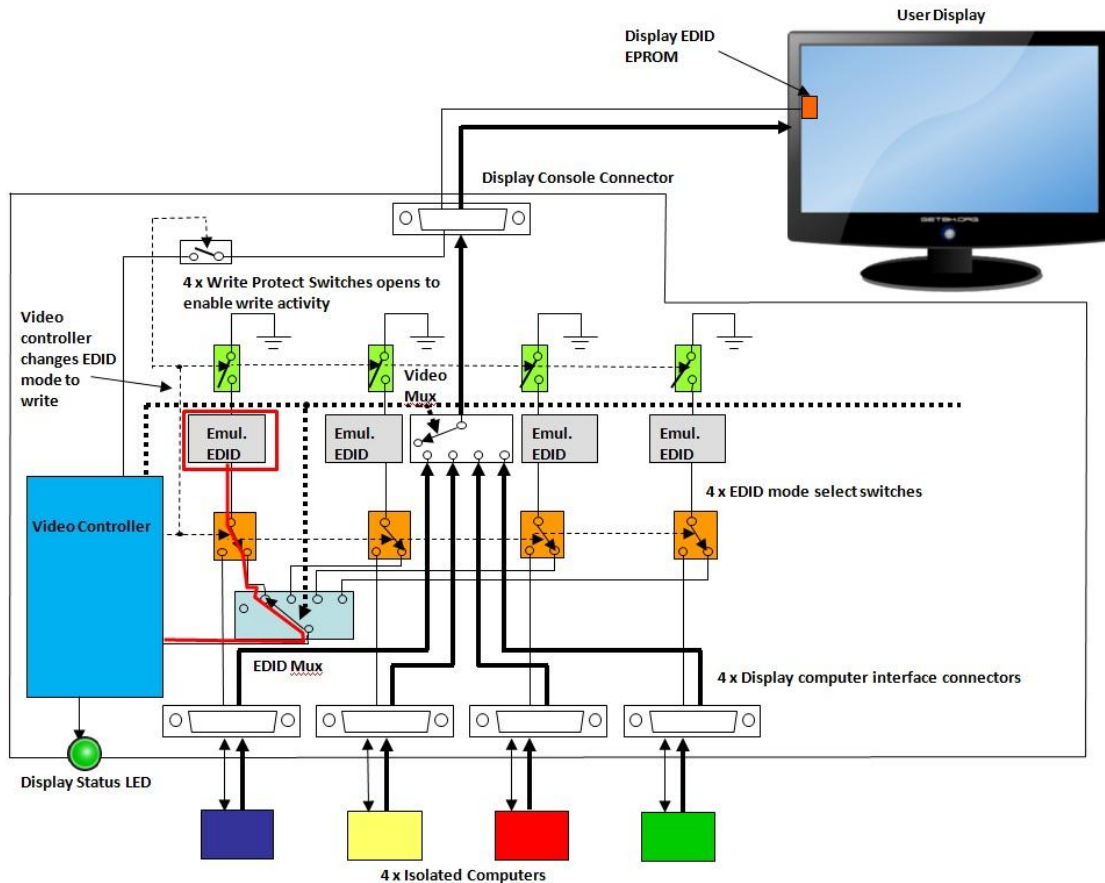 User Display
Display EDID
EPROM
Display Console Connector
4 x Write Protect Switches opens to
enable write activity
Video
controller
changes EDID
mode to
write
Video
Mux
Emul.
EDID
Emul.
EDID
Emul.
EDID
Emul.
EDID
4 x EDID mode select switches
Video Controller
EDID Mux
4 x Display computer interface connectors
Display Status LED
4 x Isolated Computers